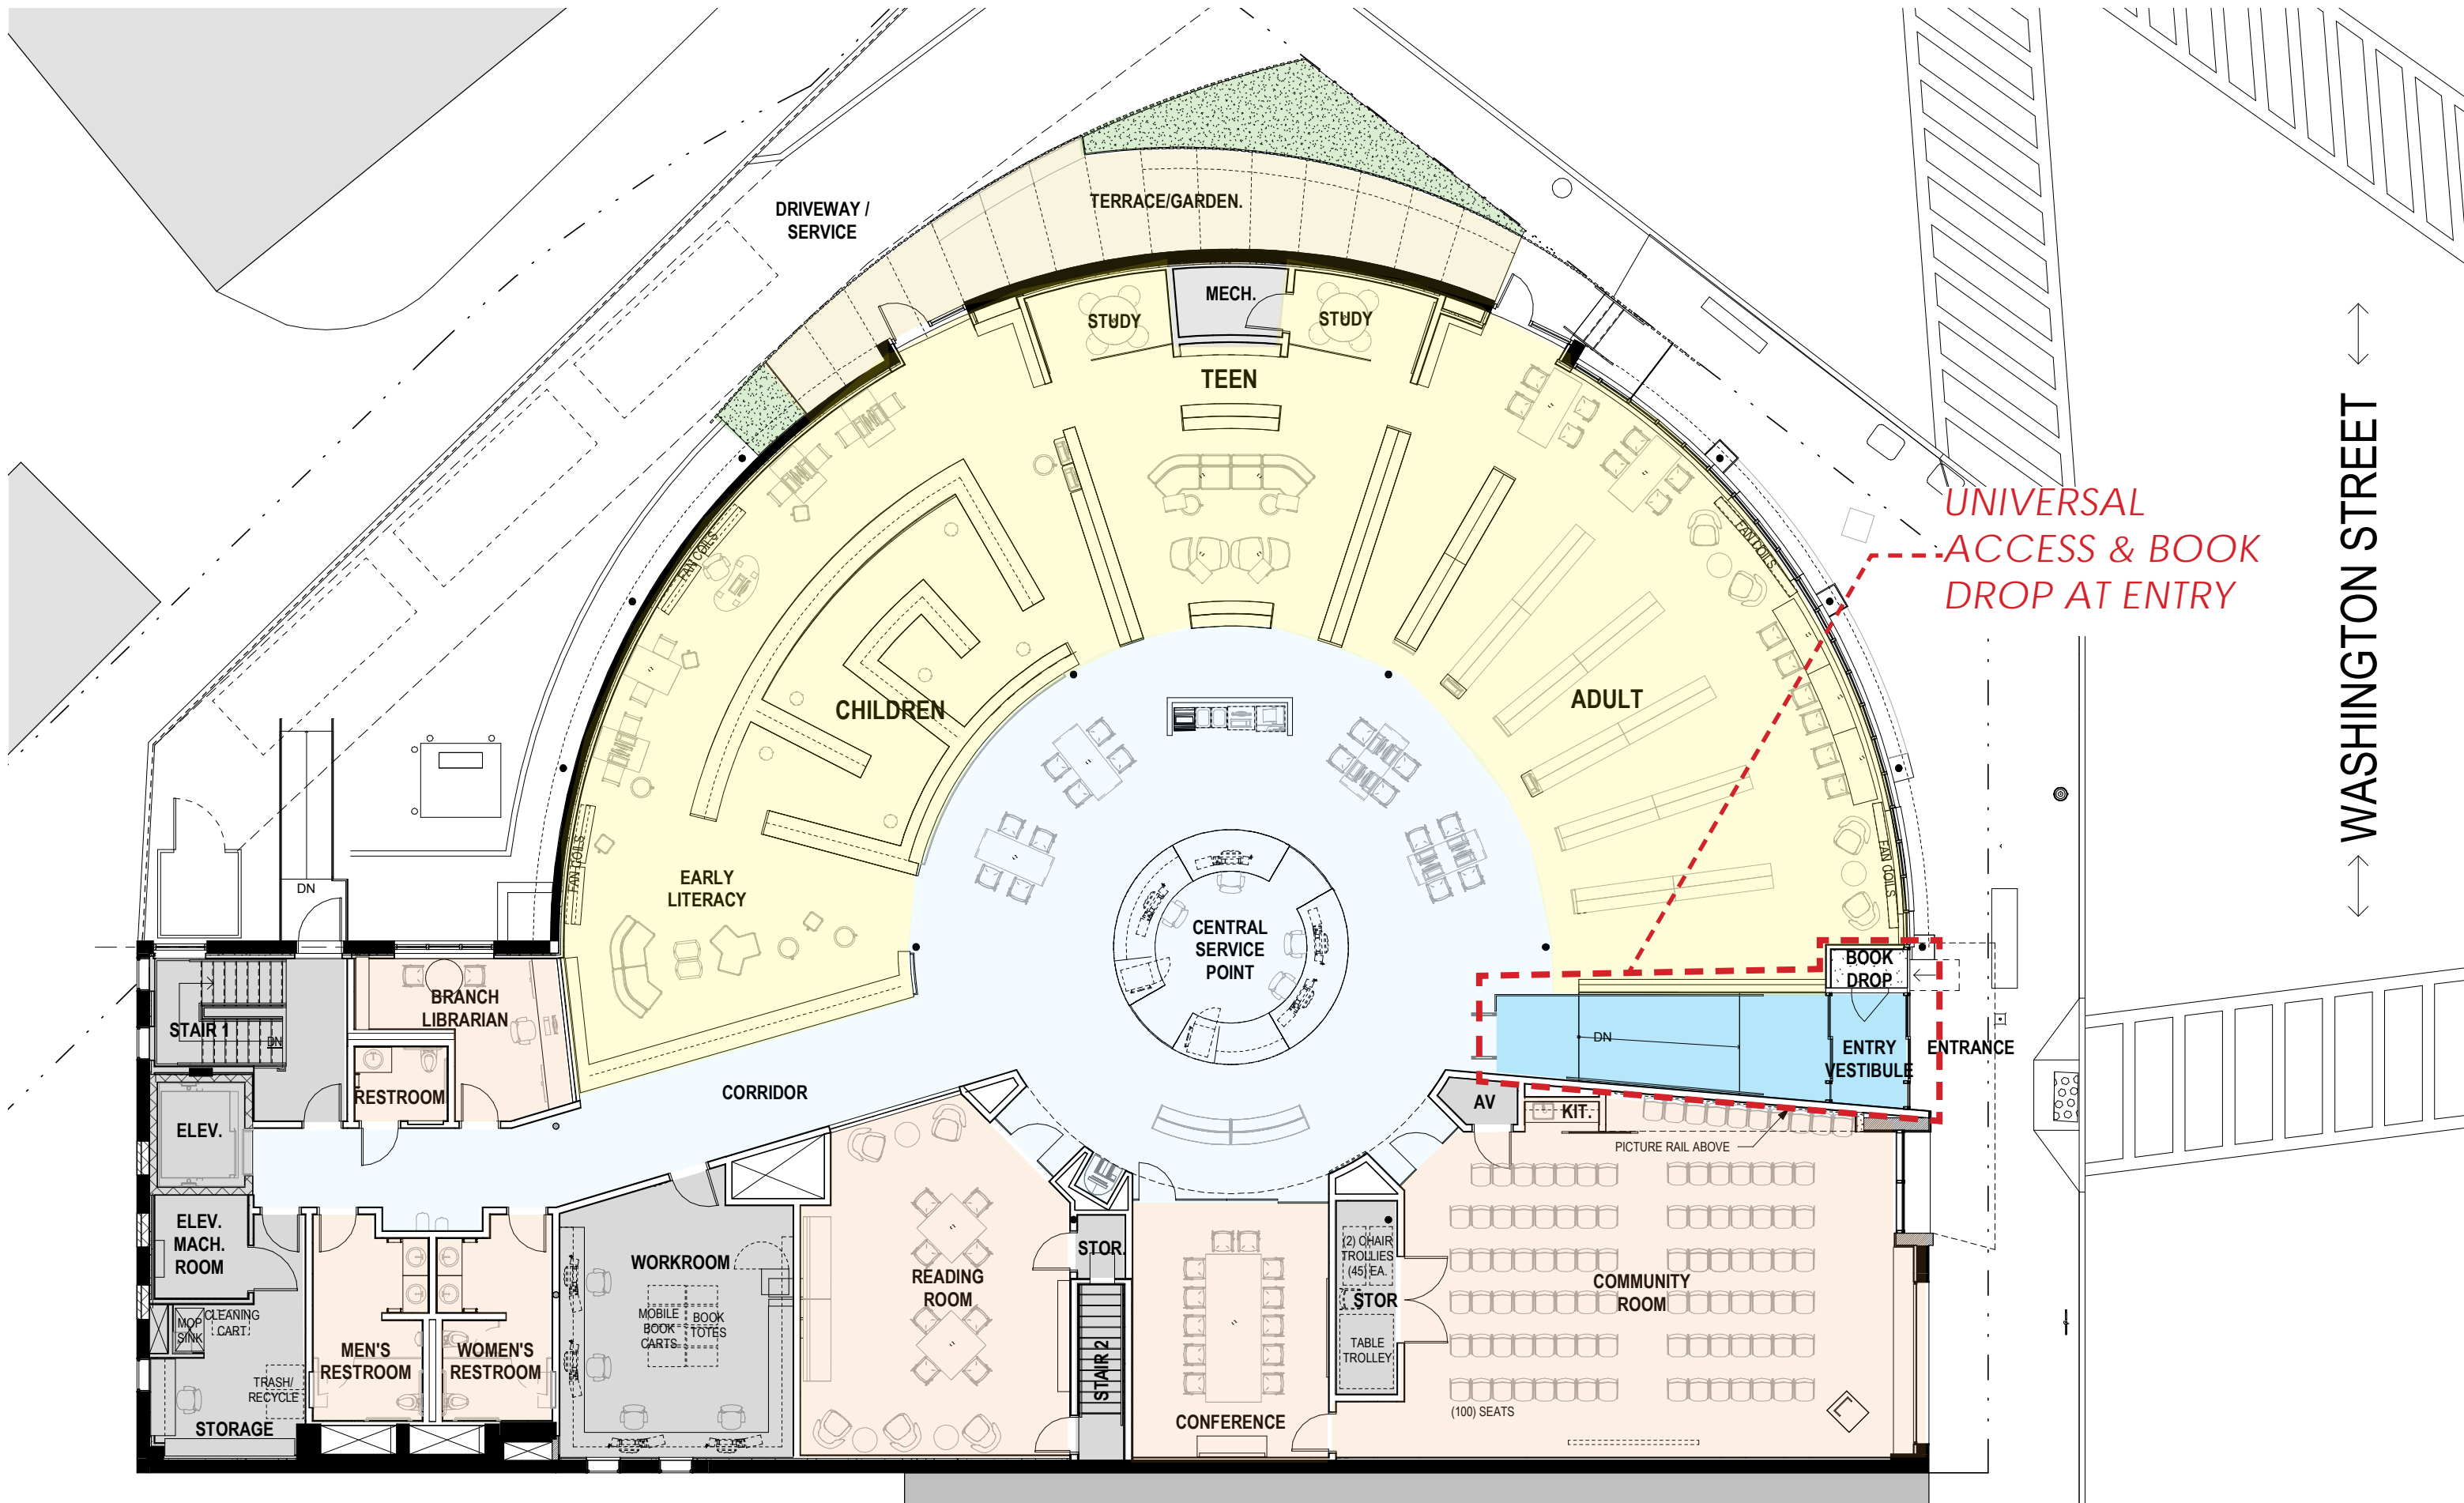 DRIVEWAY /
SERVICE
TERRACE/GARDEN.
MECH.
STUDY
STUDY
TEEN
UNIVERSAL
ACCESS & BOOK
DROP AT ENTRY
WASHINGTON STREET
FAN COILS
FAN COILS
CHILDREN
ADULT
FAN COILS
FAN COILS
EARLY
LITERACY
DN
CENTRAL
SERVICE
POINT
BOOK
DROP
BRANCH
LIBRARIAN
STAIR 1
DN
DN
ENTRY
VESTIBULE
ENTRANCE
RESTROOM
CORRIDOR
AV
KIT.
ELEV.
PICTURE RAIL ABOVE
ELEV.
MACH.
ROOM
WORKROOM
STOR.
READING
ROOM
(2) CHAIR
TROLLIES
(45) EA.
STOR
TABLE
TROLLEY
COMMUNITY
ROOM
CLEANING
CART
MOP
SINK
MOBILE
BOOK
CARTS
BOOK
TOTES
MEN'S
RESTROOM
WOMEN'S
RESTROOM
STAIR 2
TRASH/
RECYCLE
STORAGE
CONFERENCE
(100) SEATS